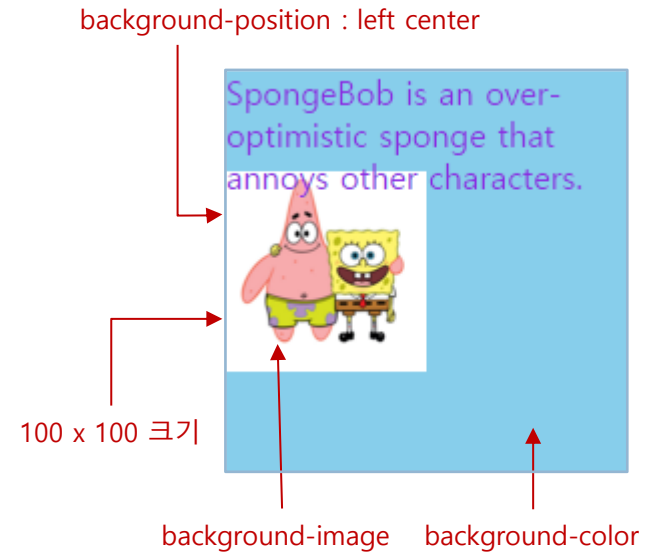 background-position : left center
SpongeBob is an over-
optimistic sponge that
annoys other characters.
100 x 100 크기
background-image
background-color